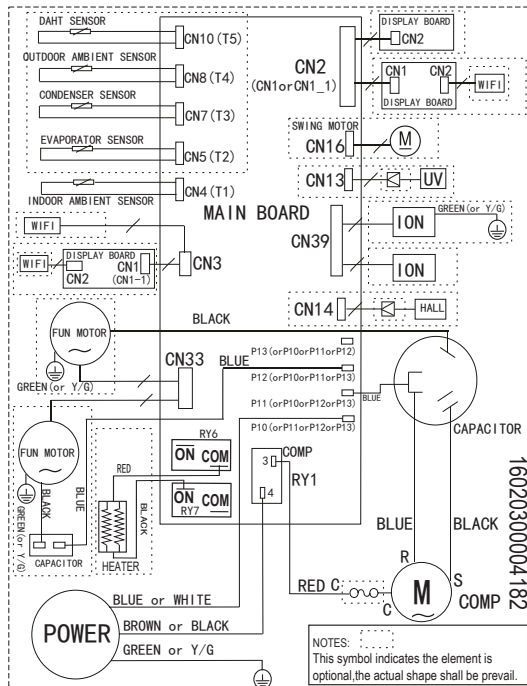 DAHT SENSOR
CN10(T5)
OUTDOOR AMBIENT SENSOR
CN8(T4)
CONDENSER SENSOR
CN7(T3)
EVAPORATOR SENSOR
CN5(T2)
CN4(T1)
INDOOR AMBIENT SENSOR
MAIN BOARD
CN2
(CN1orCN1_1)
DISPLAY BOARD
CN2
CN1
CN2
WIFI
DISPLAY BOARD
SWING MOTOR
CN16
M
CN13
UV
GREEN(or Y/G)
ION
CN39
ION
CN14
HALL
WIFI
CN3
WIFI
DISPLAY BOARD
CN1
CN2
(CN1-1)
BLACK
FUN MOTOR
GREEN(or Y/G)
CN33
BLUE
P13(orP10orP11orP12)
P12(orP10orP11orP13)
P11(orP10orP12orP13)
P10(orP11orP12orP13)
BLUE
CAPACITOR
FUN MOTOR
BLACK
BLUE
GREEN(or Y/G)
CAPACITOR
RED
BLACK
HEATER
RY6
ON COM
ON COM
RY7
COMP
3
4
RY1
BLUE
BLACK
R
S
RED C
C
M
COMP
POWER
BLUE or WHITE
BROWN or BLACK
GREEN or Y/G
NOTES:
This symbol indicates the element is
optional,the actual shape shall be prevail.
16020300004182